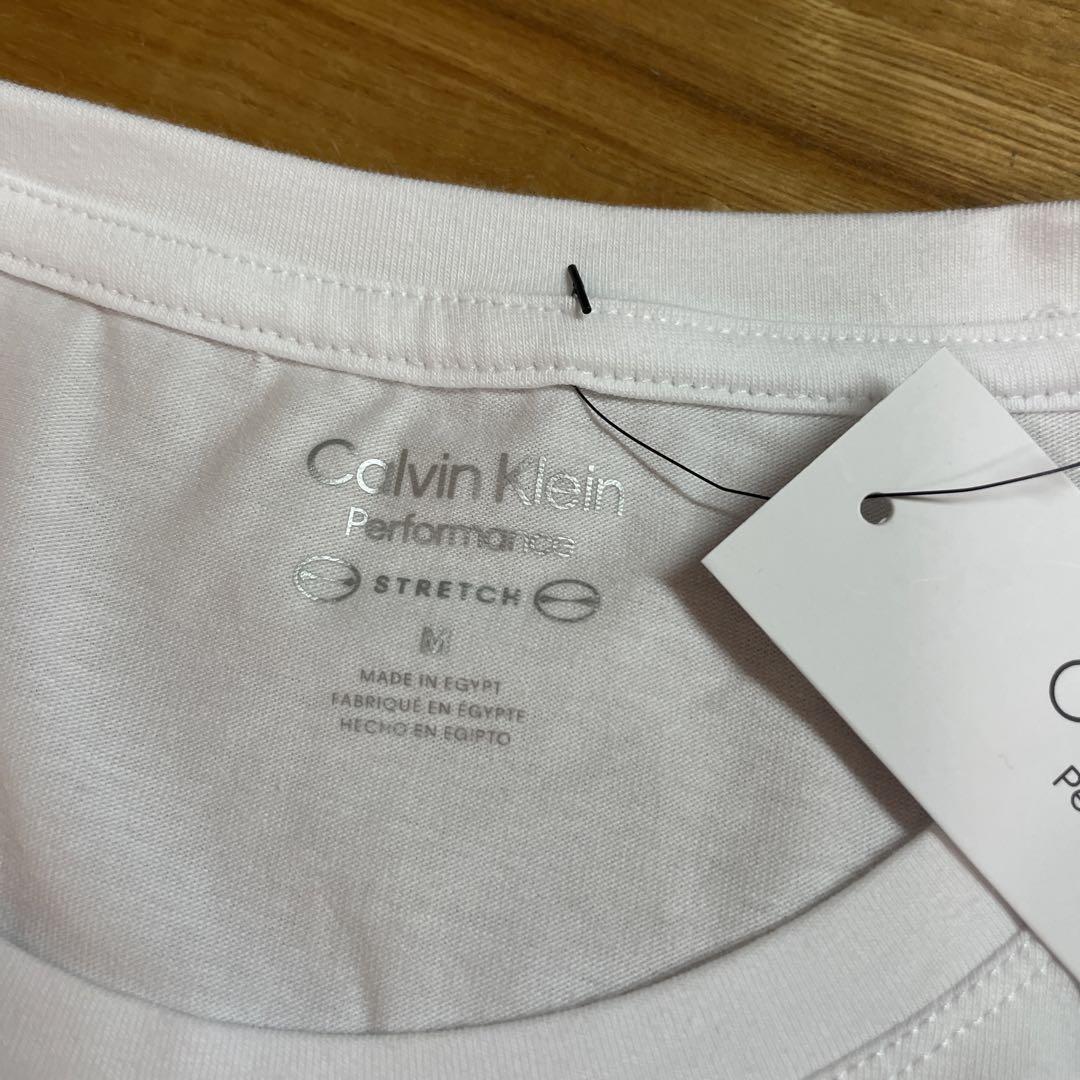 Calvin Klein
Performance
STRETCH
M
MADE IN EGYPT
FABRIQUÉ EN ÉGYPTE
HECHO EN EGIPTO